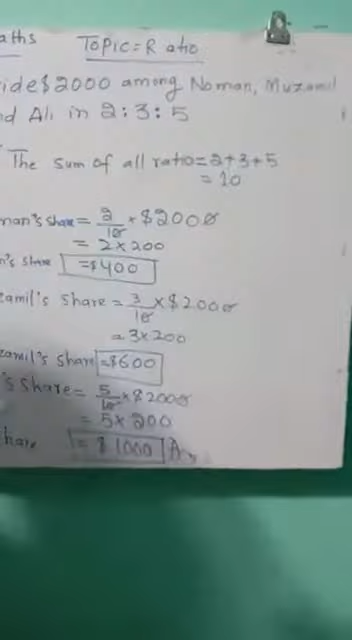 aths Topic=Ratio
ide $2000 among Noman, Muzamil
d Ali in 2:3:5
The sum of all ratio=2+3+5
=10
man's share=2/10×$2000
=2×200
n's share =$400
zamil's share=3/10×$2000
=3×200
zamil's share=$600
's share=5/10×$2000
=5×200
hare =$1000 A